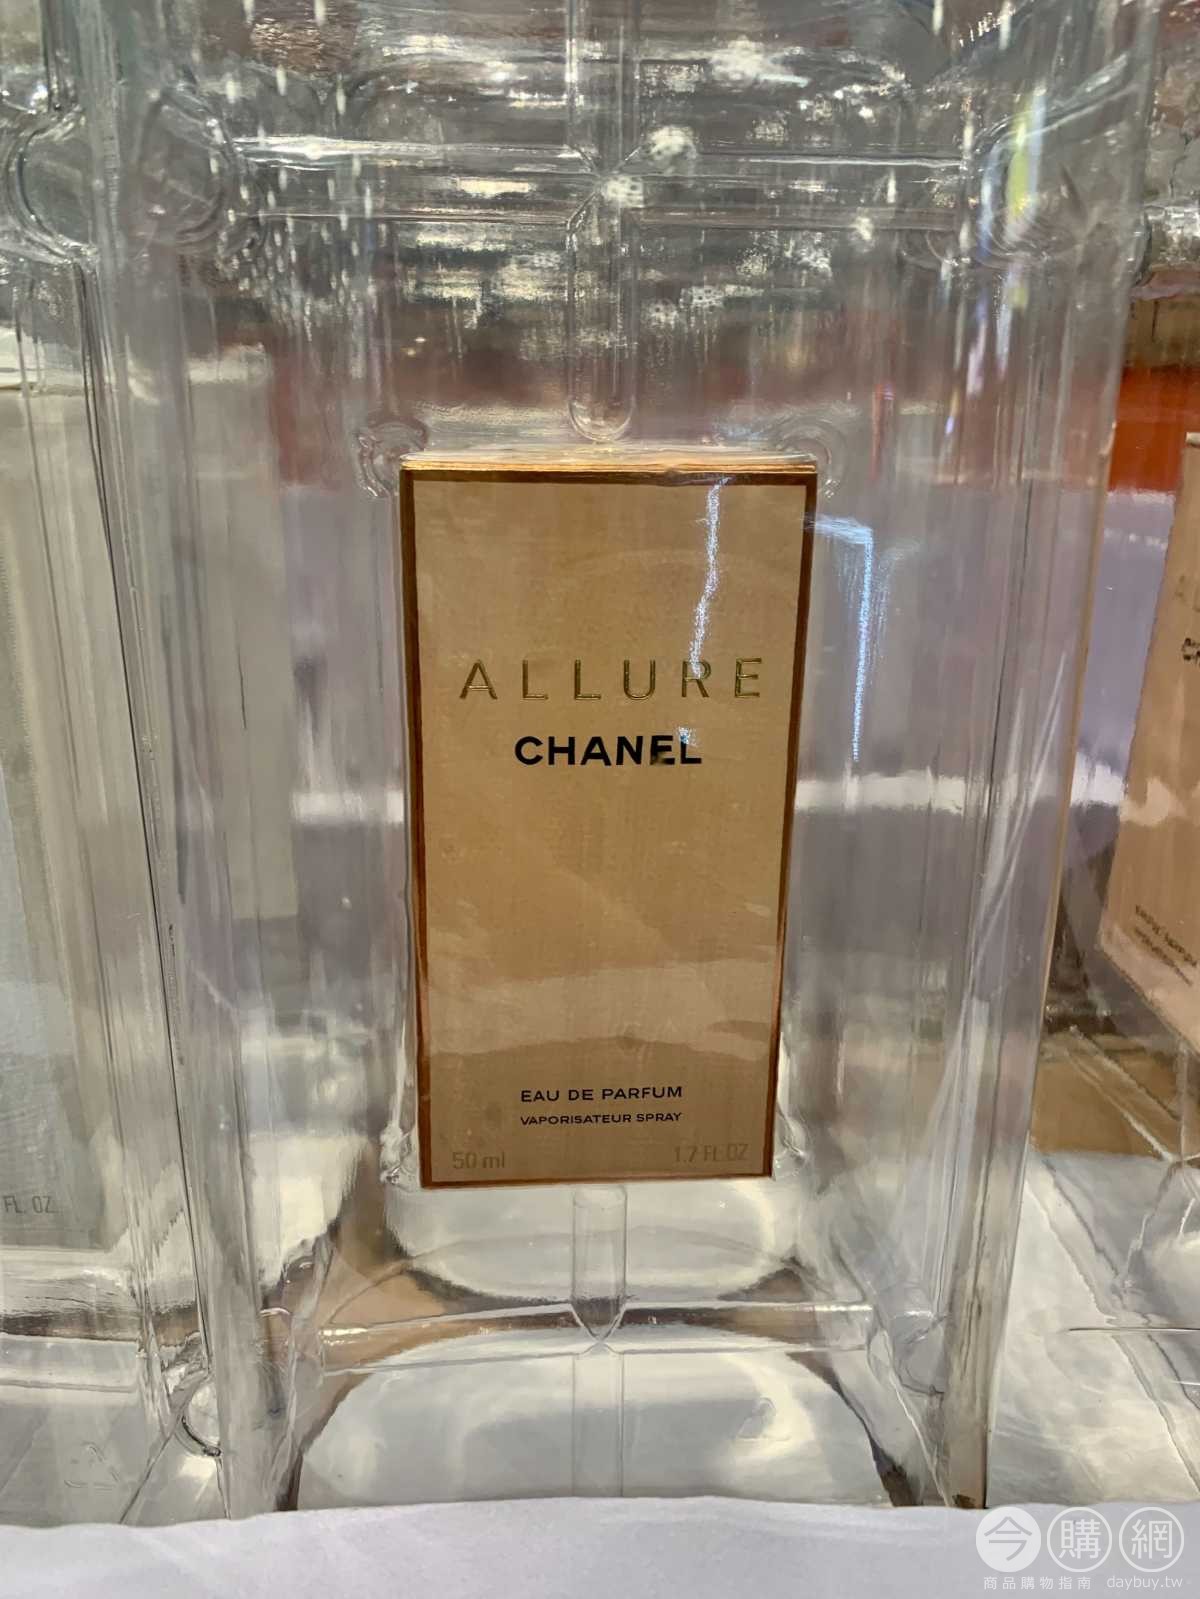 ALLURE
CHANEL
EAU DE PARFUM
VAPORISATEUR SPRAY
50 ml 1.7 FL.OZ
FL. OZ
今購網
商品購物指南 daybuy.tw